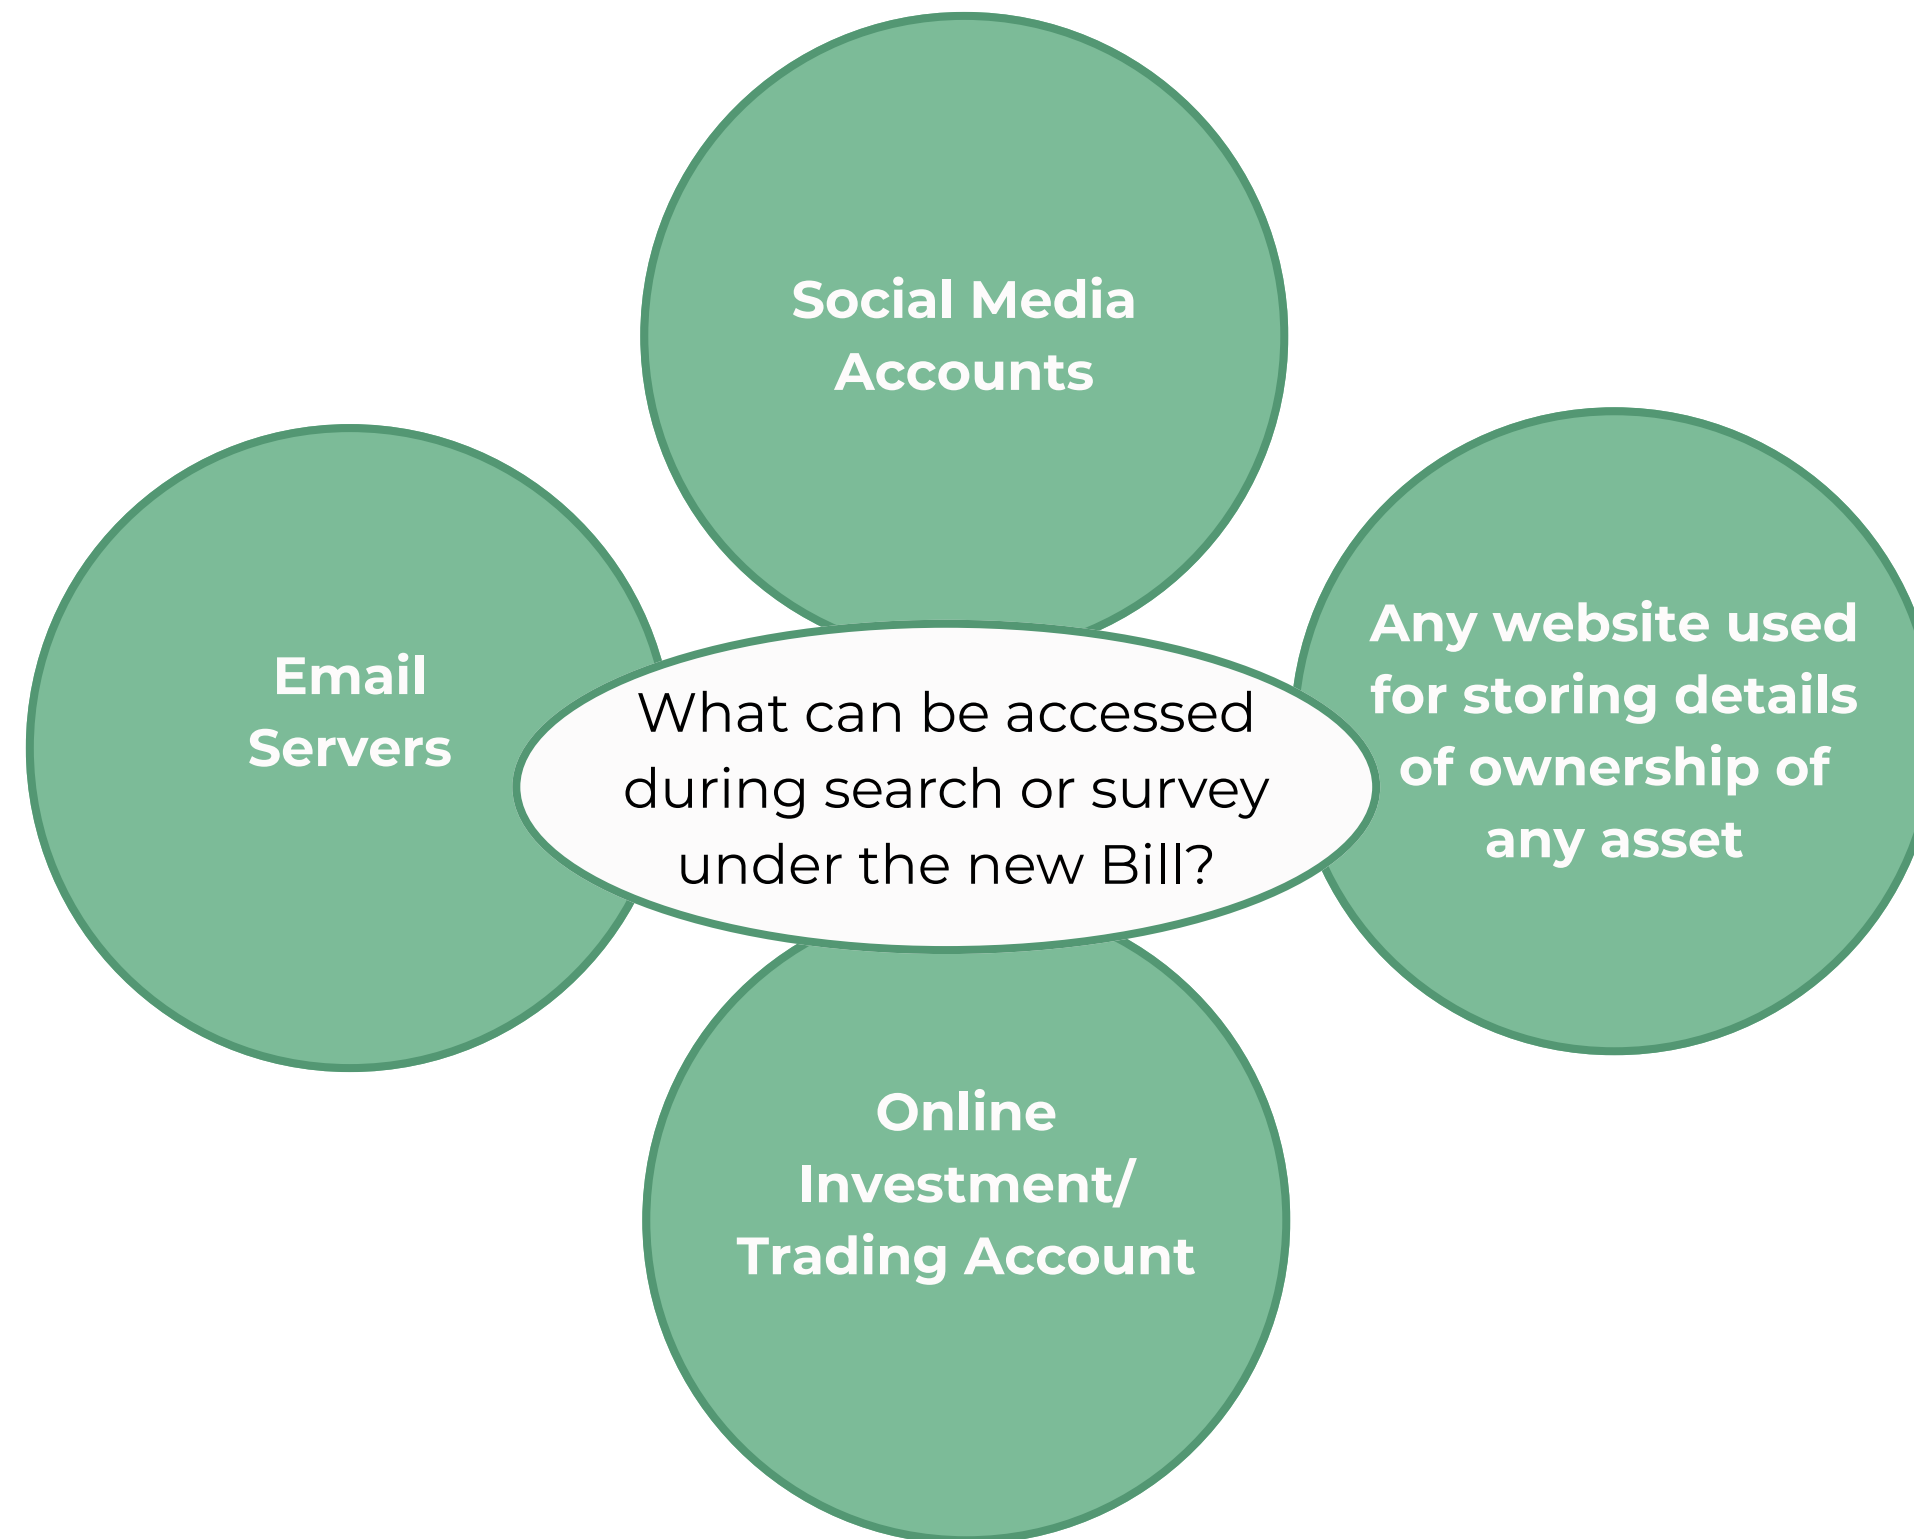 Social Media
Accounts
Email
Servers
What can be accessed
during search or survey
under the new Bill?
Any website used
for storing details
of ownership of
any asset
Online
Investment/
Trading Account